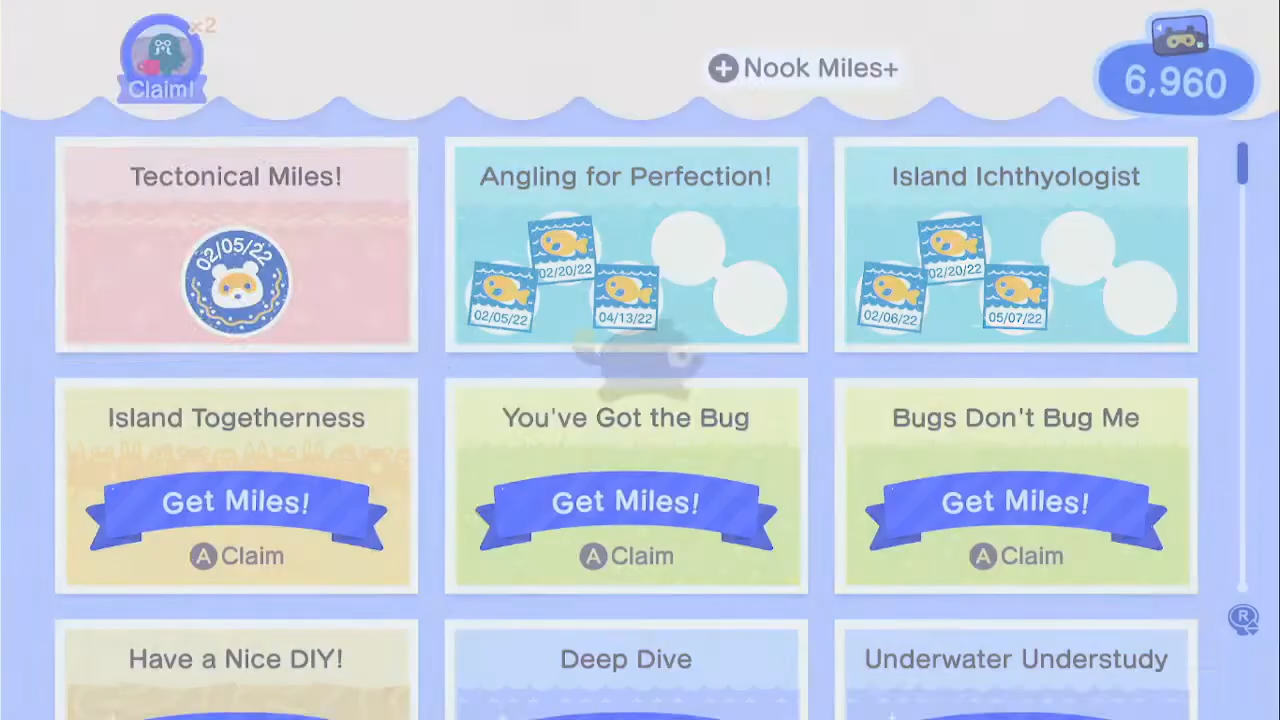 x2
Claim!
Nook Miles+
6,960
Tectonical Miles!
02/05/22
Angling for Perfection!
02/05/22
02/20/22
04/13/22
Island Ichthyologist
02/06/22
02/20/22
05/07/22
Island Togetherness
Get Miles!
A Claim
You've Got the Bug
Get Miles!
A Claim
Bugs Don't Bug Me
Get Miles!
A Claim
R
Have a Nice DIY!
Deep Dive
Underwater Understudy